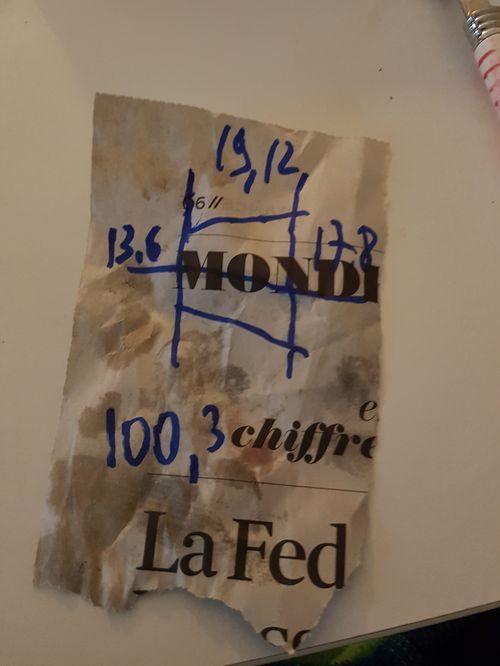 19,12
66//
13,6
17-8
MONDI
e
100,3
chiffre
La Fed